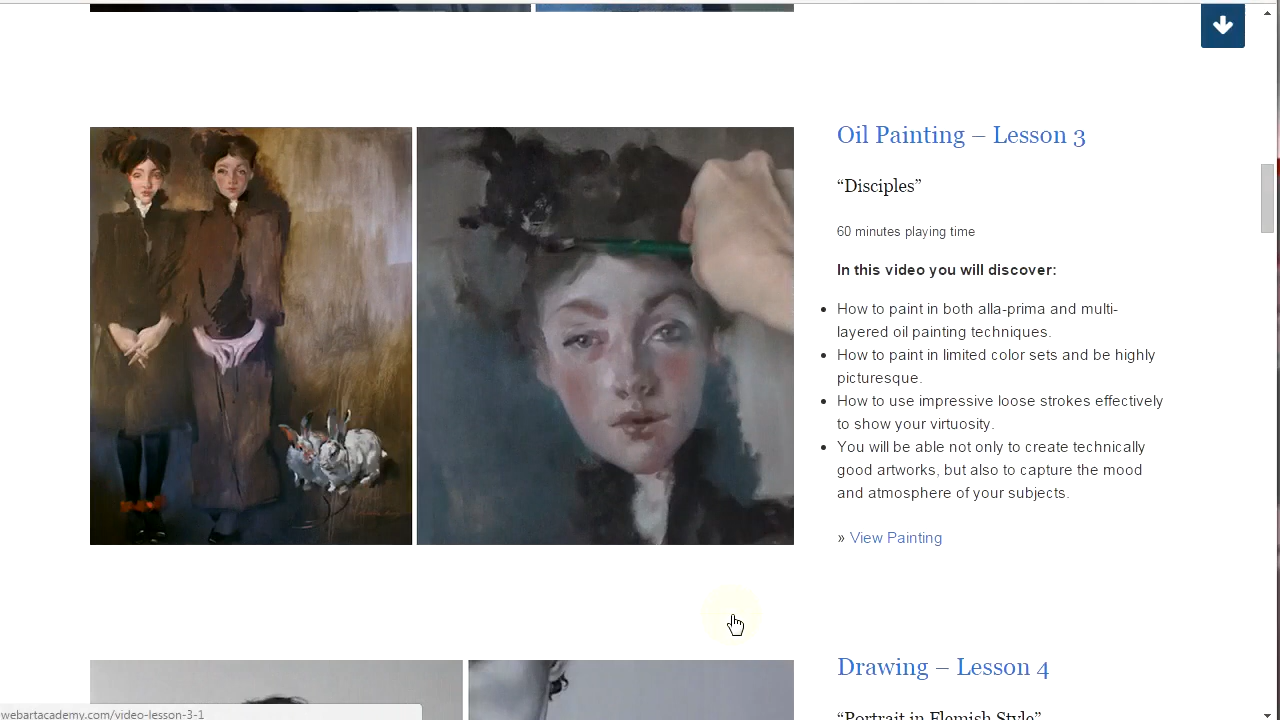 Oil Painting – Lesson 3
“Disciples”
60 minutes playing time
In this video you will discover:
How to paint in both alla-prima and multi-
layered oil painting techniques.
How to paint in limited color sets and be highly
picturesque.
How to use impressive loose strokes effectively
to show your virtuosity.
You will be able not only to create technically
good artworks, but also to capture the mood
and atmosphere of your subjects.
» View Painting
Drawing – Lesson 4
“Portrait in Flemish Style”
webartacademy.com/video-lesson-3-1